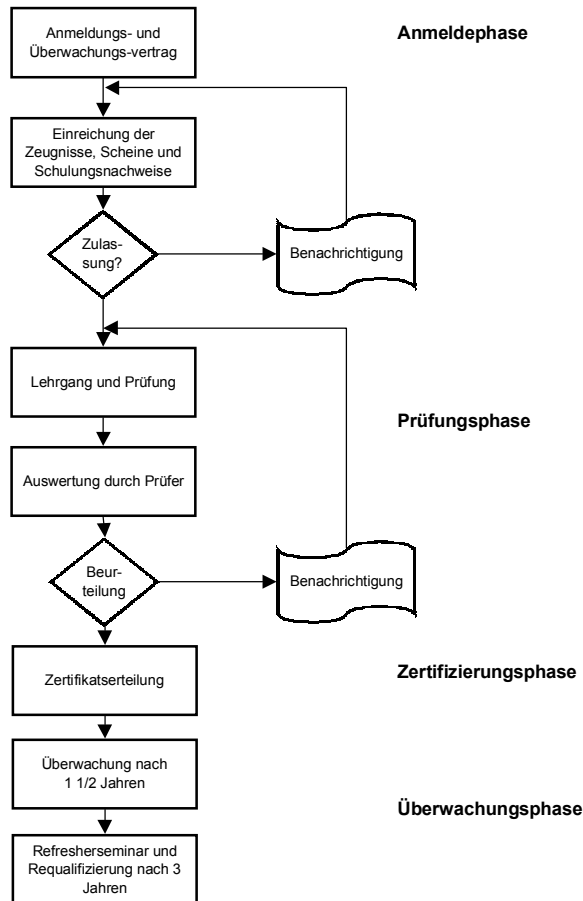 Anmeldungs- und
Überwachungs-vertrag
Anmeldephase
Einreichung der
Zeugnisse, Scheine und
Schulungsnachweise
Zulas-
sung?
Benachrichtigung
Lehrgang und Prüfung
Prüfungsphase
Auswertung durch Prüfer
Beur-
teilung
Benachrichtigung
Zertifikatserteilung
Zertifizierungsphase
Überwachung nach
1 1/2 Jahren
Überwachungsphase
Refresherseminar und
Requalifizierung nach 3
Jahren